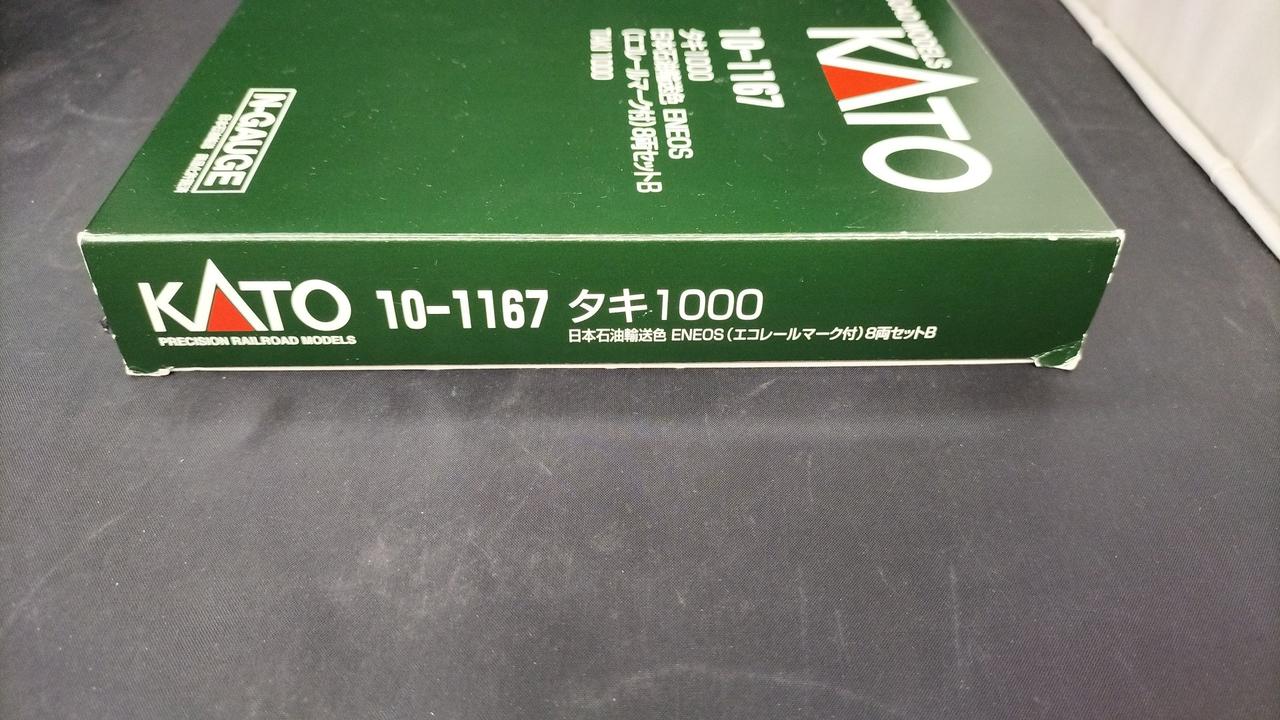 KATO
10-1167
タキ1000
日本石油輸送色 ENEOS
(エコレールマーク付)8両セットB
TAKI 1000
N-GAUGE
KATO
PRECISION RAILROAD MODELS
10-1167
タキ1000
日本石油輸送色 ENEOS(エコレールマーク付)8両セットB